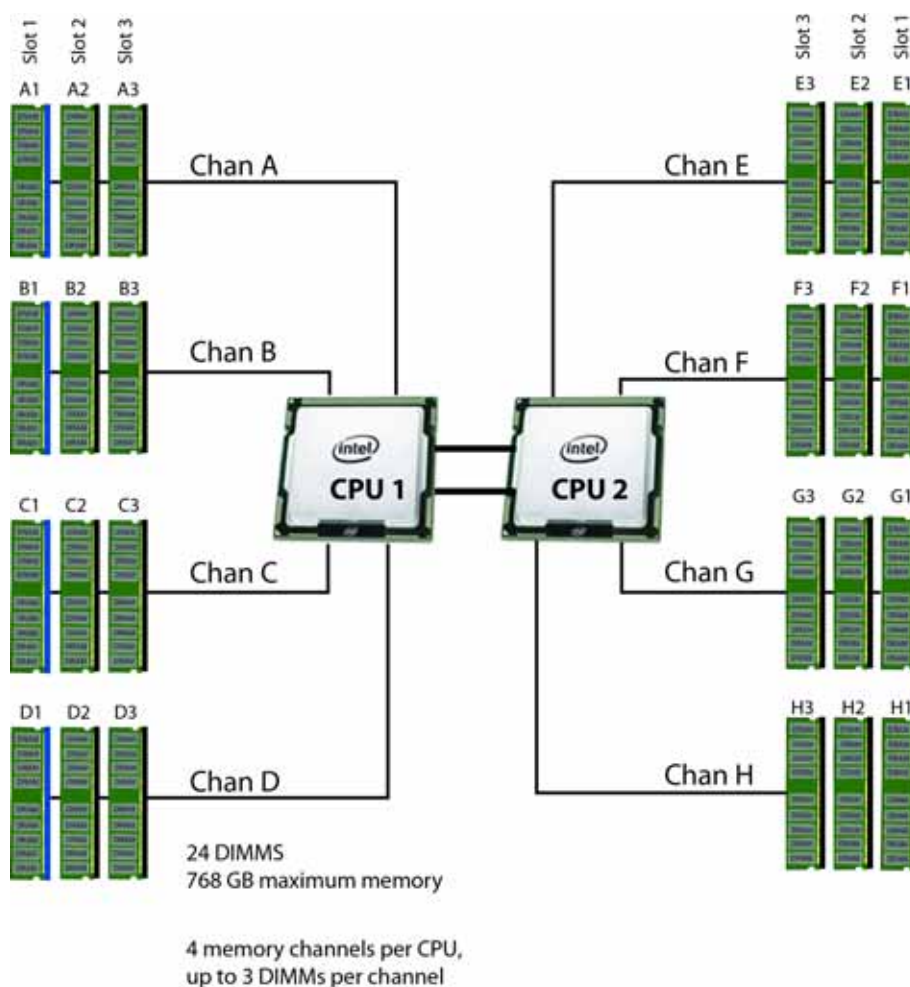 Slot 1 Slot 2 Slot 3
Slot 3 Slot 2 Slot 1
A1 A2 A3
E3 E2 E1
Chan A
Chan E
B1 B2 B3
F3 F2 F1
Chan B
Chan F
intel
CPU 1
intel
CPU 2
C1 C2 C3
G3 G2 G1
Chan C
Chan G
D1 D2 D3
H3 H2 H1
Chan D
Chan H
24 DIMMS
768 GB maximum memory
4 memory channels per CPU,
up to 3 DIMMs per channel